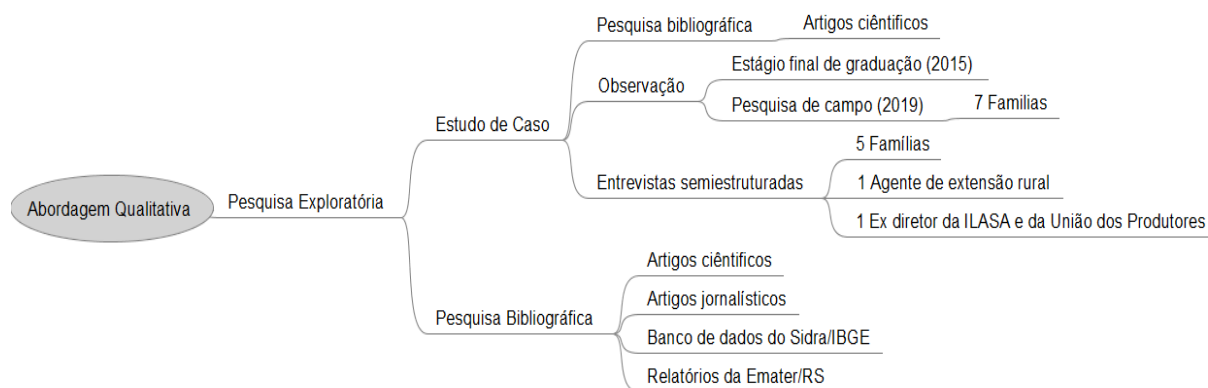 Abordagem Qualitativa
Pesquisa Exploratória
Estudo de Caso
Pesquisa bibliográfica
Artigos ciêntificos
Observação
Estágio final de graduação (2015)
Pesquisa de campo (2019)
7 Familias
Entrevistas semiestruturadas
5 Famílias
1 Agente de extensão rural
1 Ex diretor da ILASA e da União dos Produtores
Pesquisa Bibliográfica
Artigos ciêntificos
Artigos jornalísticos
Banco de dados do Sidra/IBGE
Relatórios da Emater/RS